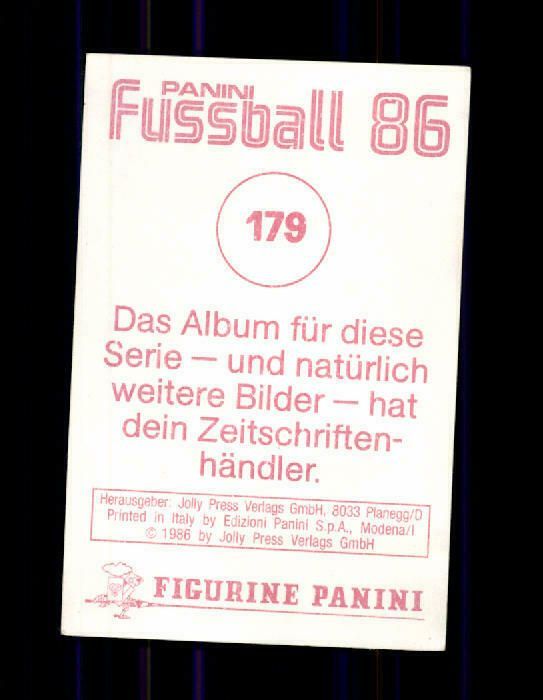 PANINI
Fussball 86
179
Das Album für diese
Serie — und natürlich
weitere Bilder — hat
dein Zeitschriften-
händler.
Herausgeber: Jolly Press Verlags GmbH, 8033 Planegg/D
Printed in Italy by Edizioni Panini S.p.A., Modena/I
© 1986 by Jolly Press Verlags GmbH
FIGURINE PANINI